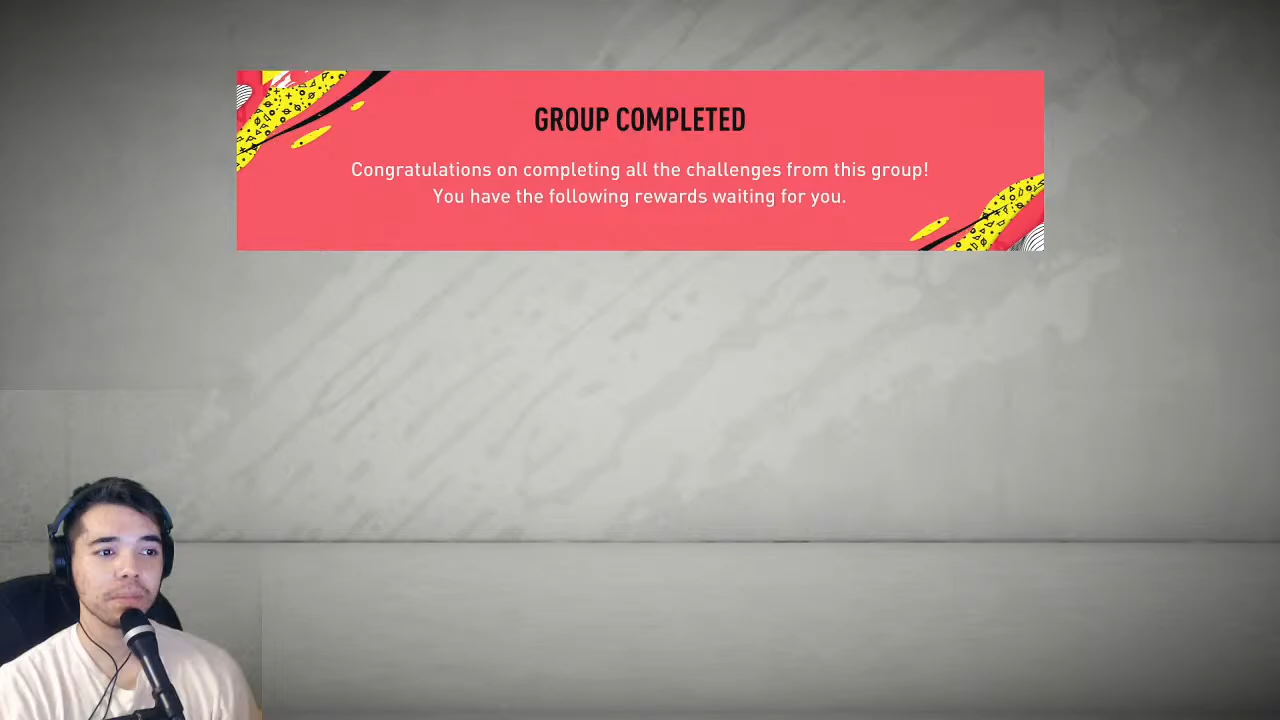 GROUP COMPLETED
Congratulations on completing all the challenges from this group!
You have the following rewards waiting for you.